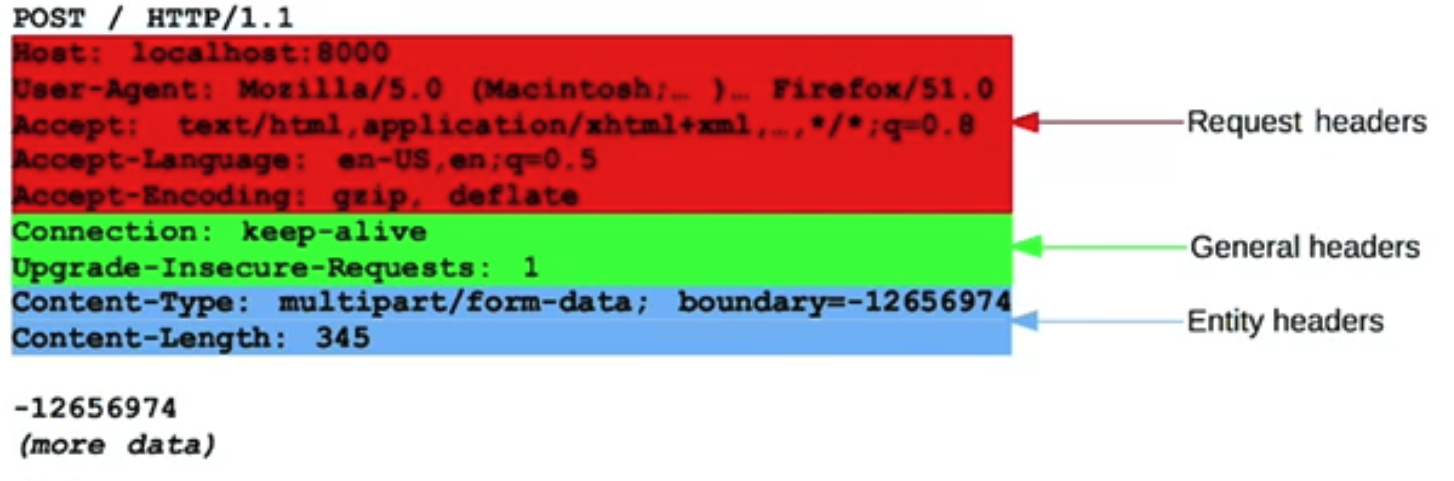 POST / HTTP/1.1
Host: localhost:8000
User-Agent: Mozilla/5.0 (Macintosh;… )… Firefox/51.0
Accept: text/html,application/xhtml+xml,…,*/*;q=0.8
Accept-Language: en-US,en;q=0.5
Accept-Encoding: gzip, deflate
Request headers
Connection: keep-alive
Upgrade-Insecure-Requests: 1
General headers
Content-Type: multipart/form-data; boundary=-12656974
Content-Length: 345
Entity headers
-12656974
(more data)